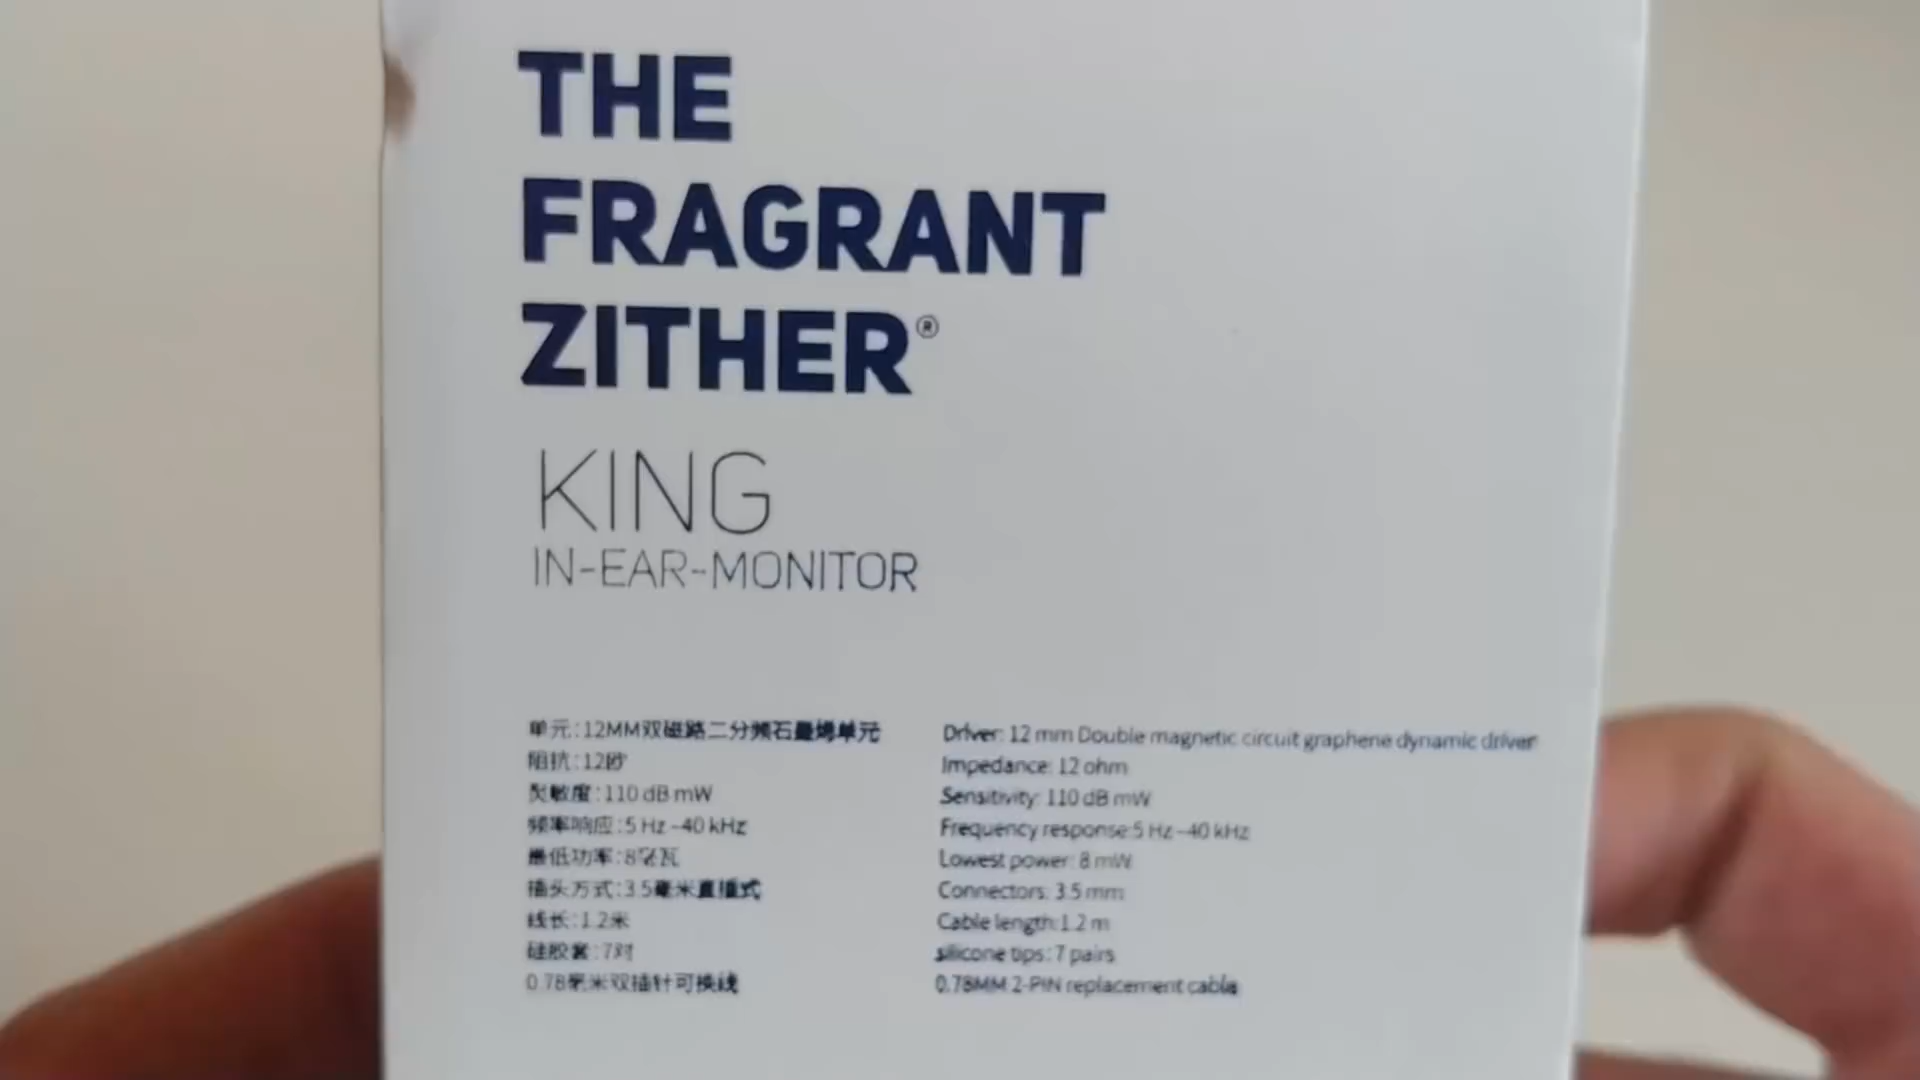 THE
FRAGRANT
ZITHER®
KING
IN-EAR-MONITOR
单元:12MM双磁路二分频石墨烯单元
阻抗:12欧
灵敏度:110 dB mW
频率响应:5 Hz-40 kHz
最低功率:8毫瓦
插头方式:3.5毫米直插式
线长:1.2米
硅胶套:7对
0.78毫米双插针可换线
Driver: 12 mm Double magnetic circuit graphene dynamic driver
Impedance: 12 ohm
Sensitivity: 110 dB mW
Frequency response:5 Hz-40 kHz
Lowest power: 8 mW
Connectors: 3.5 mm
Cable length:1.2 m
silicone tips:7 pairs
0.78MM 2-PIN replacement cable